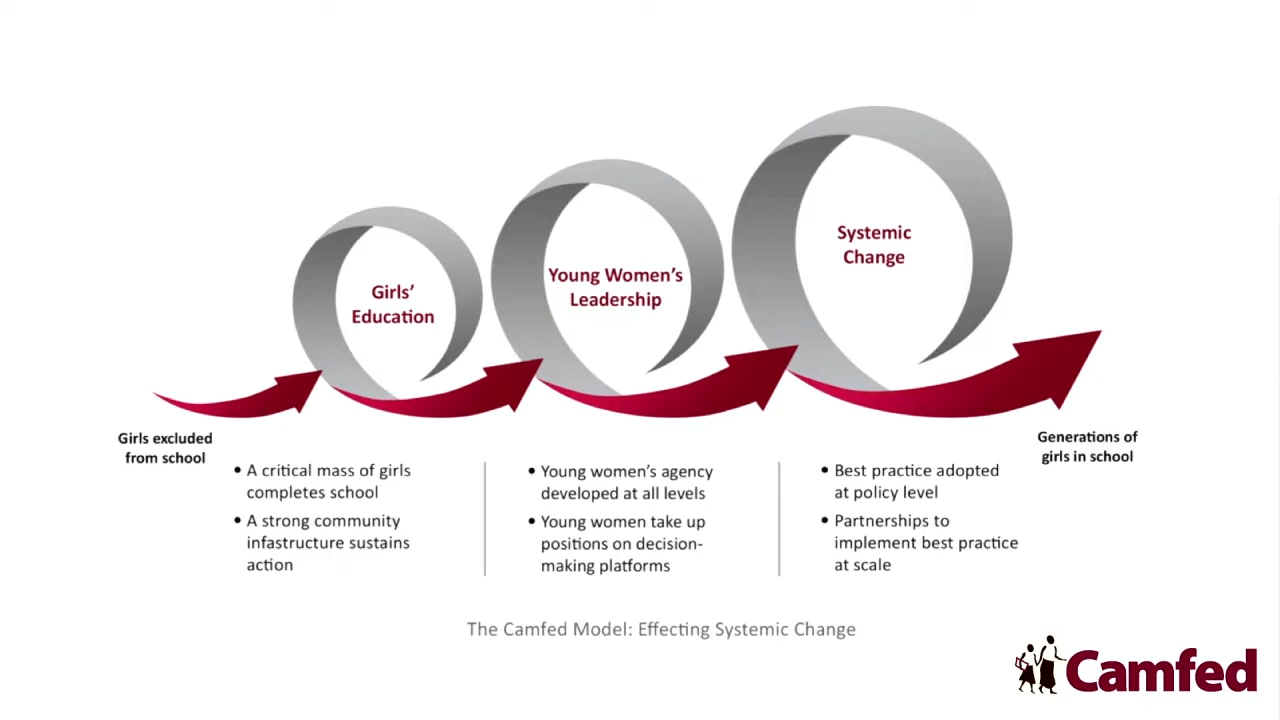 Girls'
Education
Young Women's
Leadership
Systemic
Change
Girls excluded
from school
• A critical mass of girls
completes school
• A strong community
infastructure sustains
action
• Young women's agency
developed at all levels
• Young women take up
positions on decision-
making platforms
• Best practice adopted
at policy level
• Partnerships to
implement best practice
at scale
Generations of
girls in school
The Camfed Model: Effecting Systemic Change
Camfed